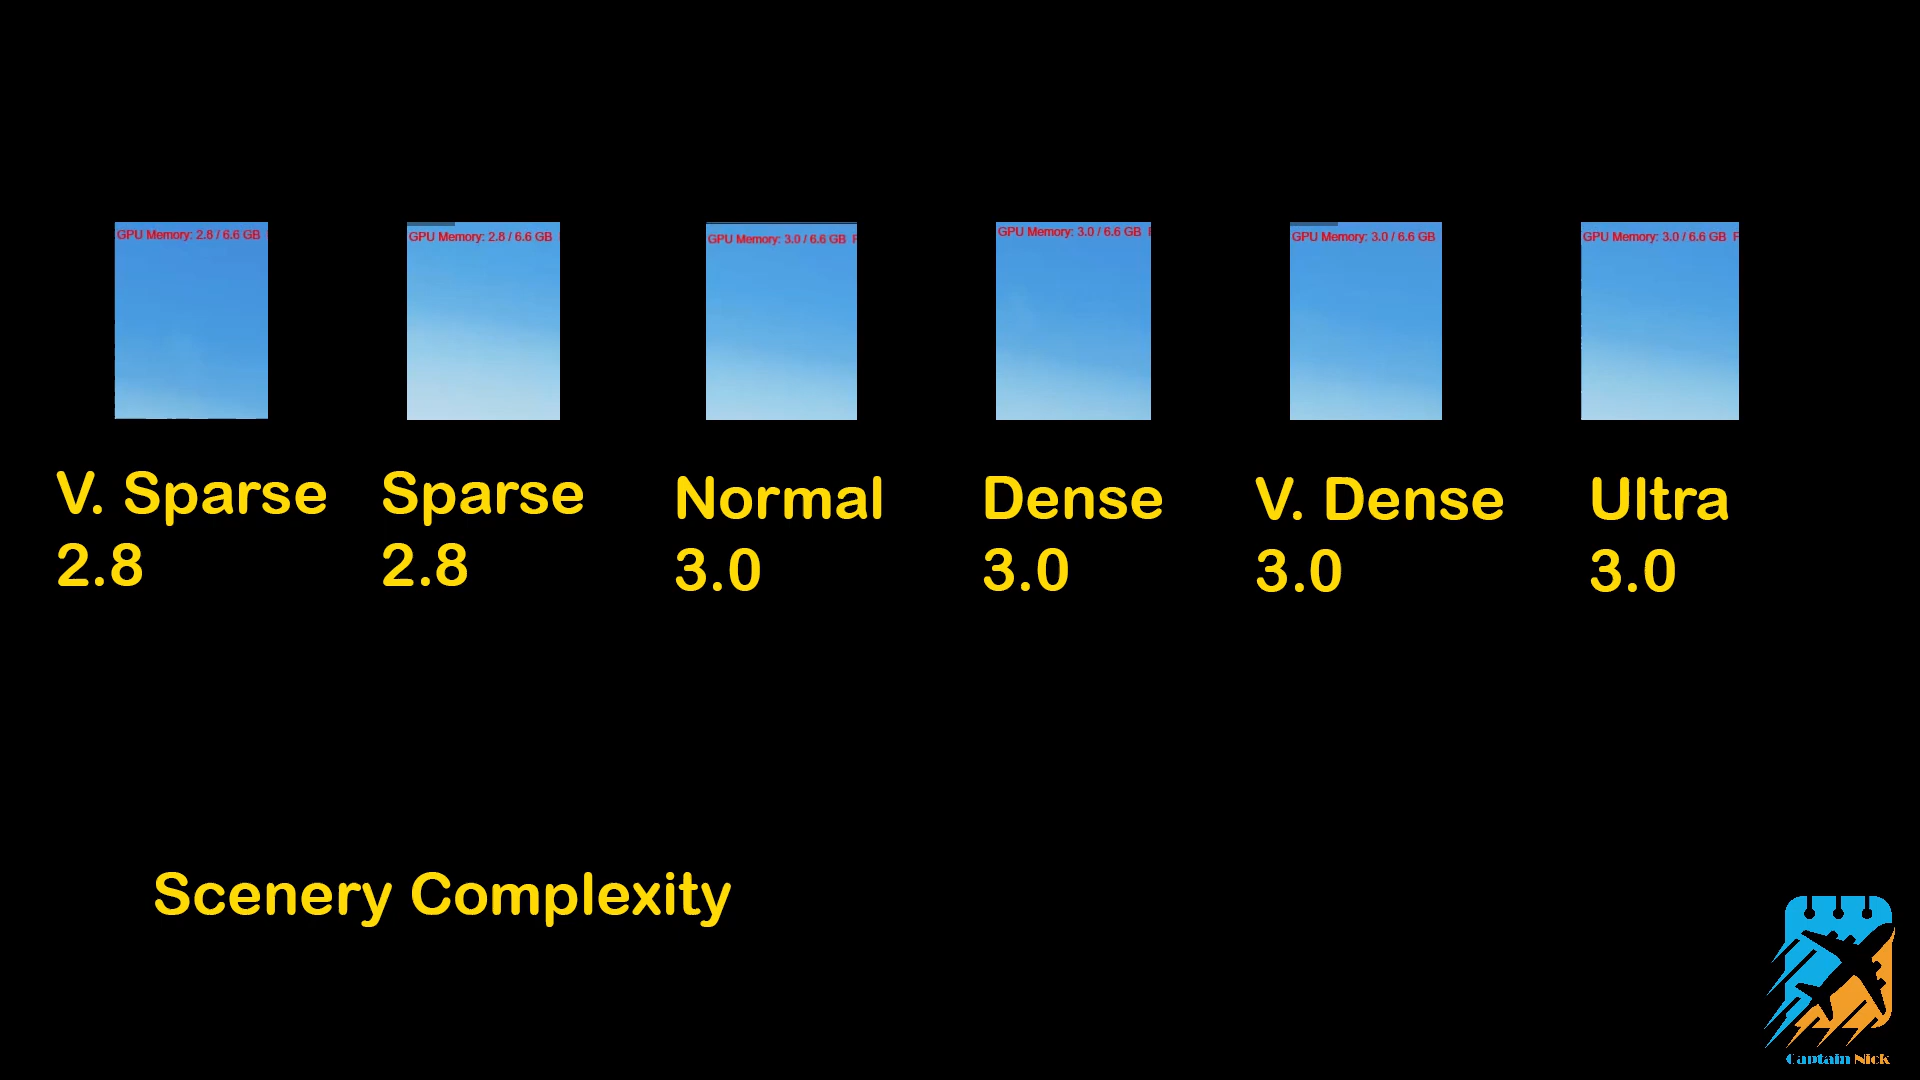 GPU Memory: 2.8 / 6.6 GB
GPU Memory: 2.8 / 6.6 GB
GPU Memory: 3.0 / 6.6 GB F
GPU Memory: 3.0 / 6.6 GB
GPU Memory: 3.0 / 6.6 GB
GPU Memory: 3.0 / 6.6 GB F
V. Sparse
2.8
Sparse
2.8
Normal
3.0
Dense
3.0
V. Dense
3.0
Ultra
3.0
Scenery Complexity
Captain Nick